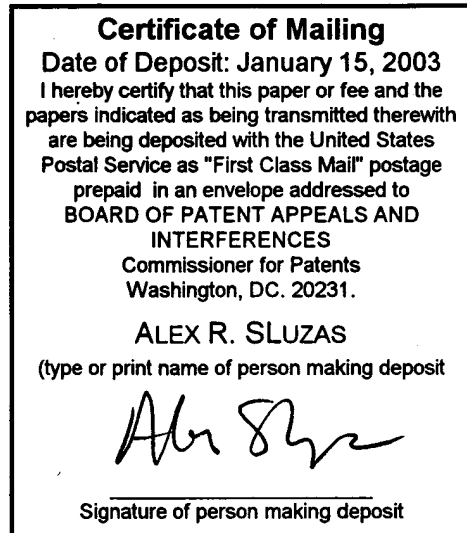 Certificate of Mailing
Date of Deposit: January 15, 2003
I hereby certify that this paper or fee and the
papers indicated as being transmitted therewith
are being deposited with the United States
Postal Service as "First Class Mail" postage
prepaid in an envelope addressed to
BOARD OF PATENT APPEALS AND
INTERFERENCES
Commissioner for Patents
Washington, DC. 20231.
ALEX R. SLUZAS
(type or print name of person making deposit
Signature of person making deposit